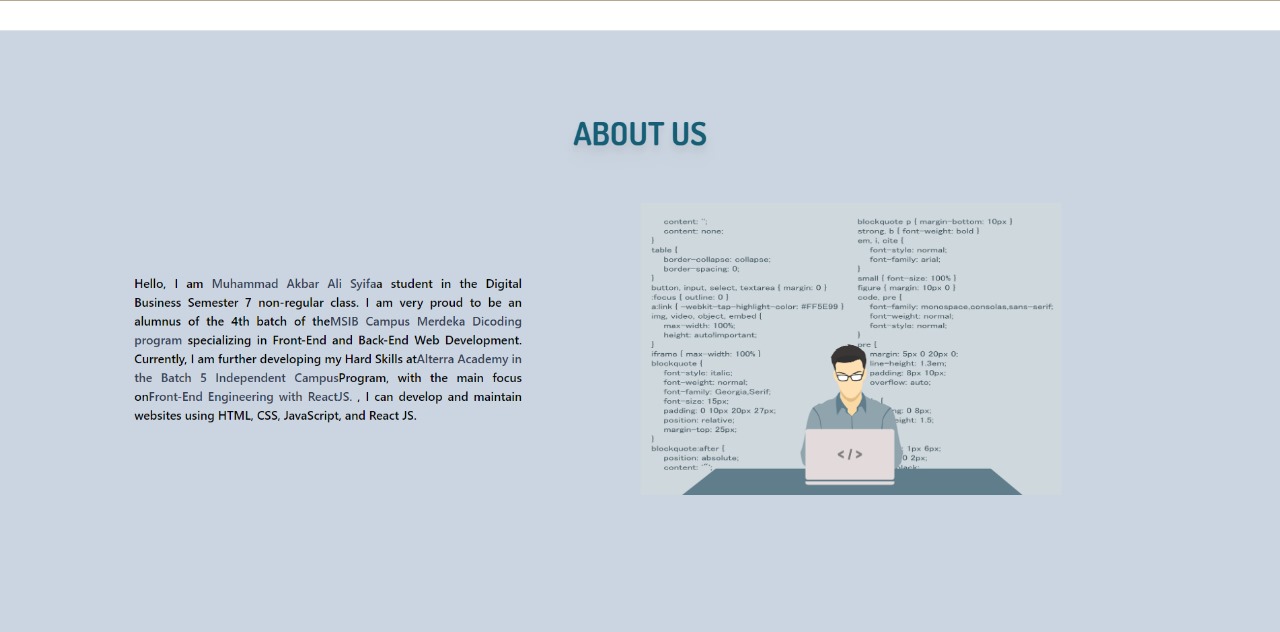 ABOUT US
Hello, I am Muhammad Akbar Ali Syifaa student in the Digital
Business Semester 7 non-regular class. I am very proud to be an
alumnus of the 4th batch of theMSIB Campus Merdeka Dicoding
program specializing in Front-End and Back-End Web Development.
Currently, I am further developing my Hard Skills atAlterra Academy in
the Batch 5 Independent CampusProgram, with the main focus
onFront-End Engineering with ReactJS. , I can develop and maintain
websites using HTML, CSS, JavaScript, and React JS.
content: '';
content: none;
}
table {
border-collapse: collapse;
border-spacing: 0;
}
button, input, select, textarea { margin: 0 }
:focus { outline: 0 }
a:link { -webkit-tap-highlight-color: #FF5E99 }
img, video, object, embed {
max-width: 100%;
height: auto!important;
}
iframe { max-width: 100% }
blockquote {
font-style: italic;
font-weight: normal;
font-family: Georgia,Serif;
font-size: 15px;
padding: 0 10px 20px 27px;
position: relative;
margin-top: 25px;
}
blockquote:after {
position: absolute;
content:
blockquote p { margin-bottom: 10px }
strong, b { font-weight: bold }
em, i, cite {
font-style: normal;
font-family: arial;
}
small { font-size: 100% }
figure { margin: 10px 0 }
code, pre {
font-family: monospace,consolas,sans-serif;
font-weight: normal;
font-style: normal;
}
pre {
margin: 5px 0 20px 0;
line-height: 1.3em;
padding: 8px 10px;
overflow: auto;
{
0 8px;
1.5;
1px 6px;
0 2px;
</>